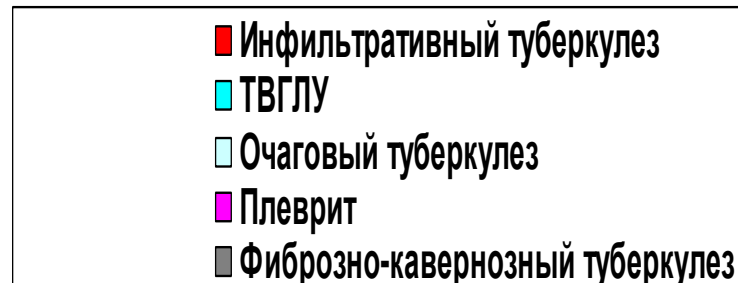 Инфильтративный туберкулез
ТВГЛУ
Очаговый туберкулез
Плеврит
Фиброзно-кавернозный туберкулез